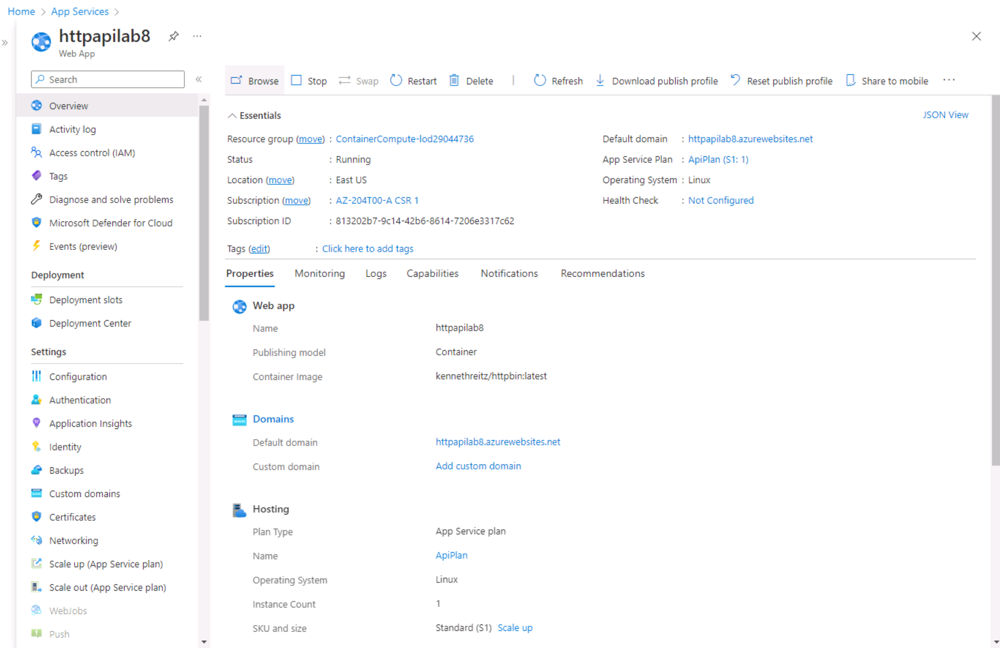 Home > App Services >
httpapilab8
Web App
Search
Overview
Activity log
Access control (IAM)
Tags
Diagnose and solve problems
Microsoft Defender for Cloud
Events (preview)
Deployment
Deployment slots
Deployment Center
Settings
Configuration
Authentication
Application Insights
Identity
Backups
Custom domains
Certificates
Networking
Scale up (App Service plan)
Scale out (App Service plan)
WebJobs
Push
Browse Stop Swap Restart Delete | Refresh Download publish profile Reset publish profile Share to mobile ...
Essentials JSON View
Resource group (move) : ContainerCompute-lod29044736
Status : Running
Location (move) : East US
Subscription (move) : AZ-204T00-A CSR 1
Subscription ID : 813202b7-9c14-42b6-8614-7206e3317c62
Default domain : httpapilab8.azurewebsites.net
App Service Plan : ApiPlan (S1: 1)
Operating System : Linux
Health Check : Not Configured
Tags (edit) : Click here to add tags
Properties Monitoring Logs Capabilities Notifications Recommendations
Web app
Name httpapilab8
Publishing model Container
Container Image kennethreitz/httpbin:latest
Domains
Default domain httpapilab8.azurewebsites.net
Custom domain Add custom domain
Hosting
Plan Type App Service plan
Name ApiPlan
Operating System Linux
Instance Count 1
SKU and size Standard (S1) Scale up